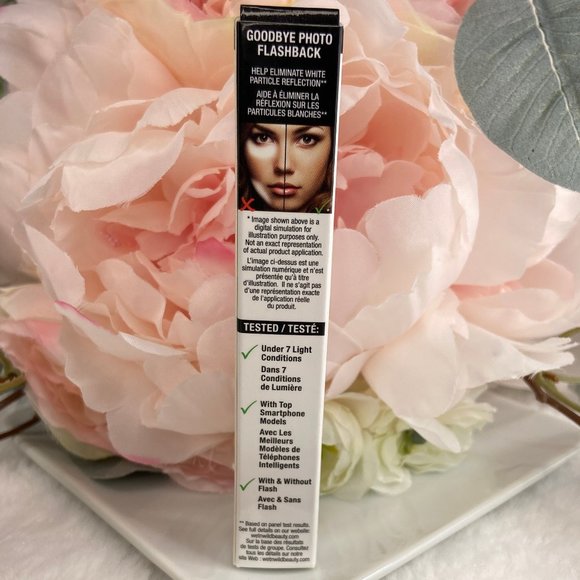 GOODBYE PHOTO
FLASHBACK
HELP ELIMINATE WHITE
PARTICLE REFLECTION**
AIDE À ÉLIMINER LA
RÉFLEXION SUR LES
PARTICULES BLANCHES**
* Image shown above is a
digital simulation for
illustration purposes only.
Not an exact representation
of actual product application.
L'image ci-dessus est une
simulation numérique et n'est
présentée qu'à titre
d'illustration. Il ne s'agit pas
d'une représentation exacte
de l'application réelle
du produit.
TESTED / TESTÉ:
Under 7 Light
Conditions
Dans 7
Conditions
de Lumière
With Top
Smartphone
Models
Avec Les
Meilleurs
Modèles de
Téléphones
Intelligents
With & Without
Flash
Avec & Sans
Flash
** Based on panel test results.
See full details on our website:
wetnwildbeauty.com.
Sur la base des résultats
de tests de groupe. Consultez
tous les détails sur notre
site Web : wetnwildbeauty.com